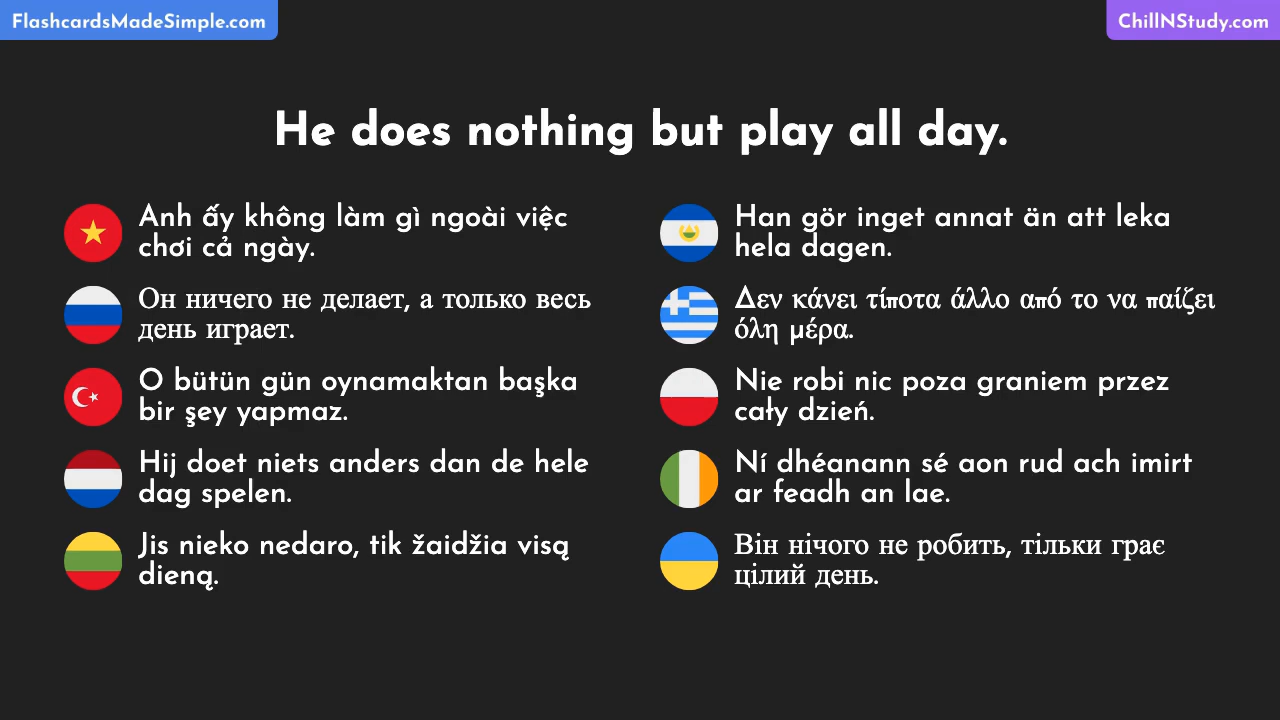 FlashcardsMadeSimple.com
ChillNStudy.com
He does nothing but play all day.
Anh ấy không làm gì ngoài việc
chơi cả ngày.
Он ничего не делает, а только весь
день играет.
O bütün gün oynamaktan başka
bir şey yapmaz.
Hij doet niets anders dan de hele
dag spelen.
Jis nieko nedaro, tik žaidžia visą
dieną.
Han gör inget annat än att leka
hela dagen.
Δεν κάνει τίποτα άλλο από το να παίζει
όλη μέρα.
Nie robi nic poza graniem przez
cały dzień.
Ní dhéanann sé aon rud ach imirt
ar feadh an lae.
Він нічого не робить, тільки грає
цілий день.